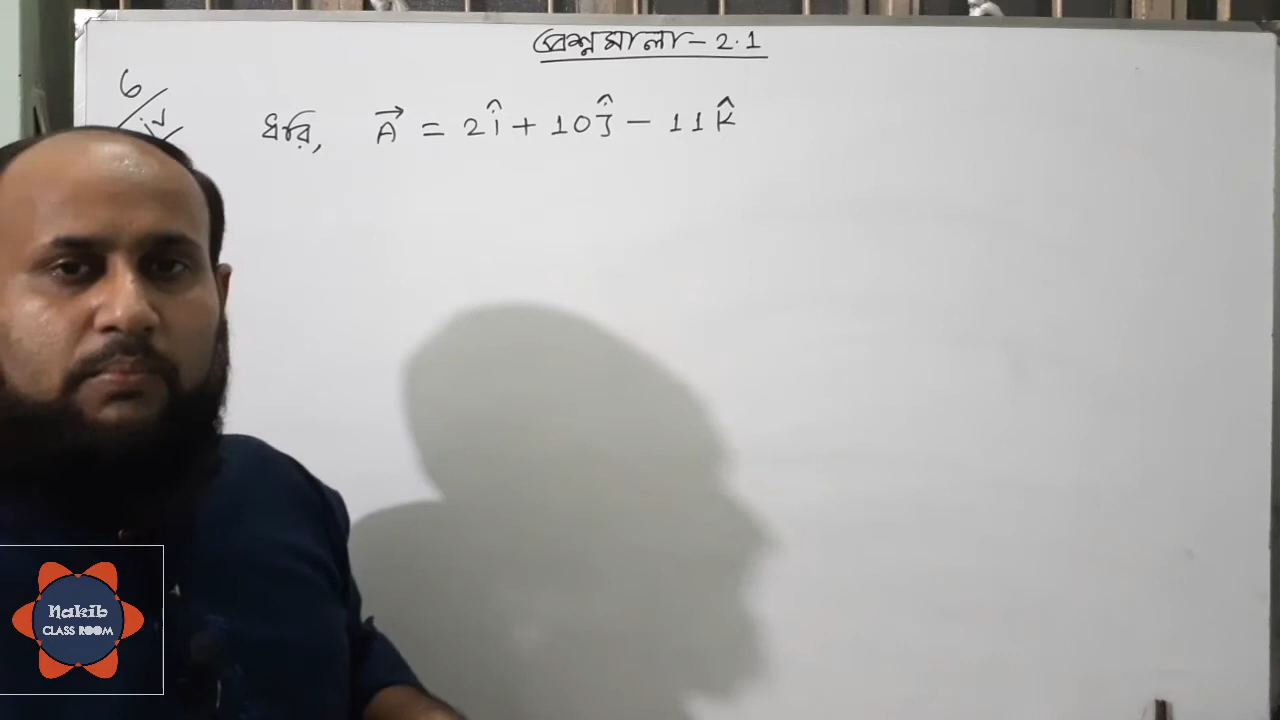 প্রশ্নমালা - 2.1
6
ধরি, A⃗ = 2î + 10ĵ - 11k̂
Nakib
CLASS ROOM